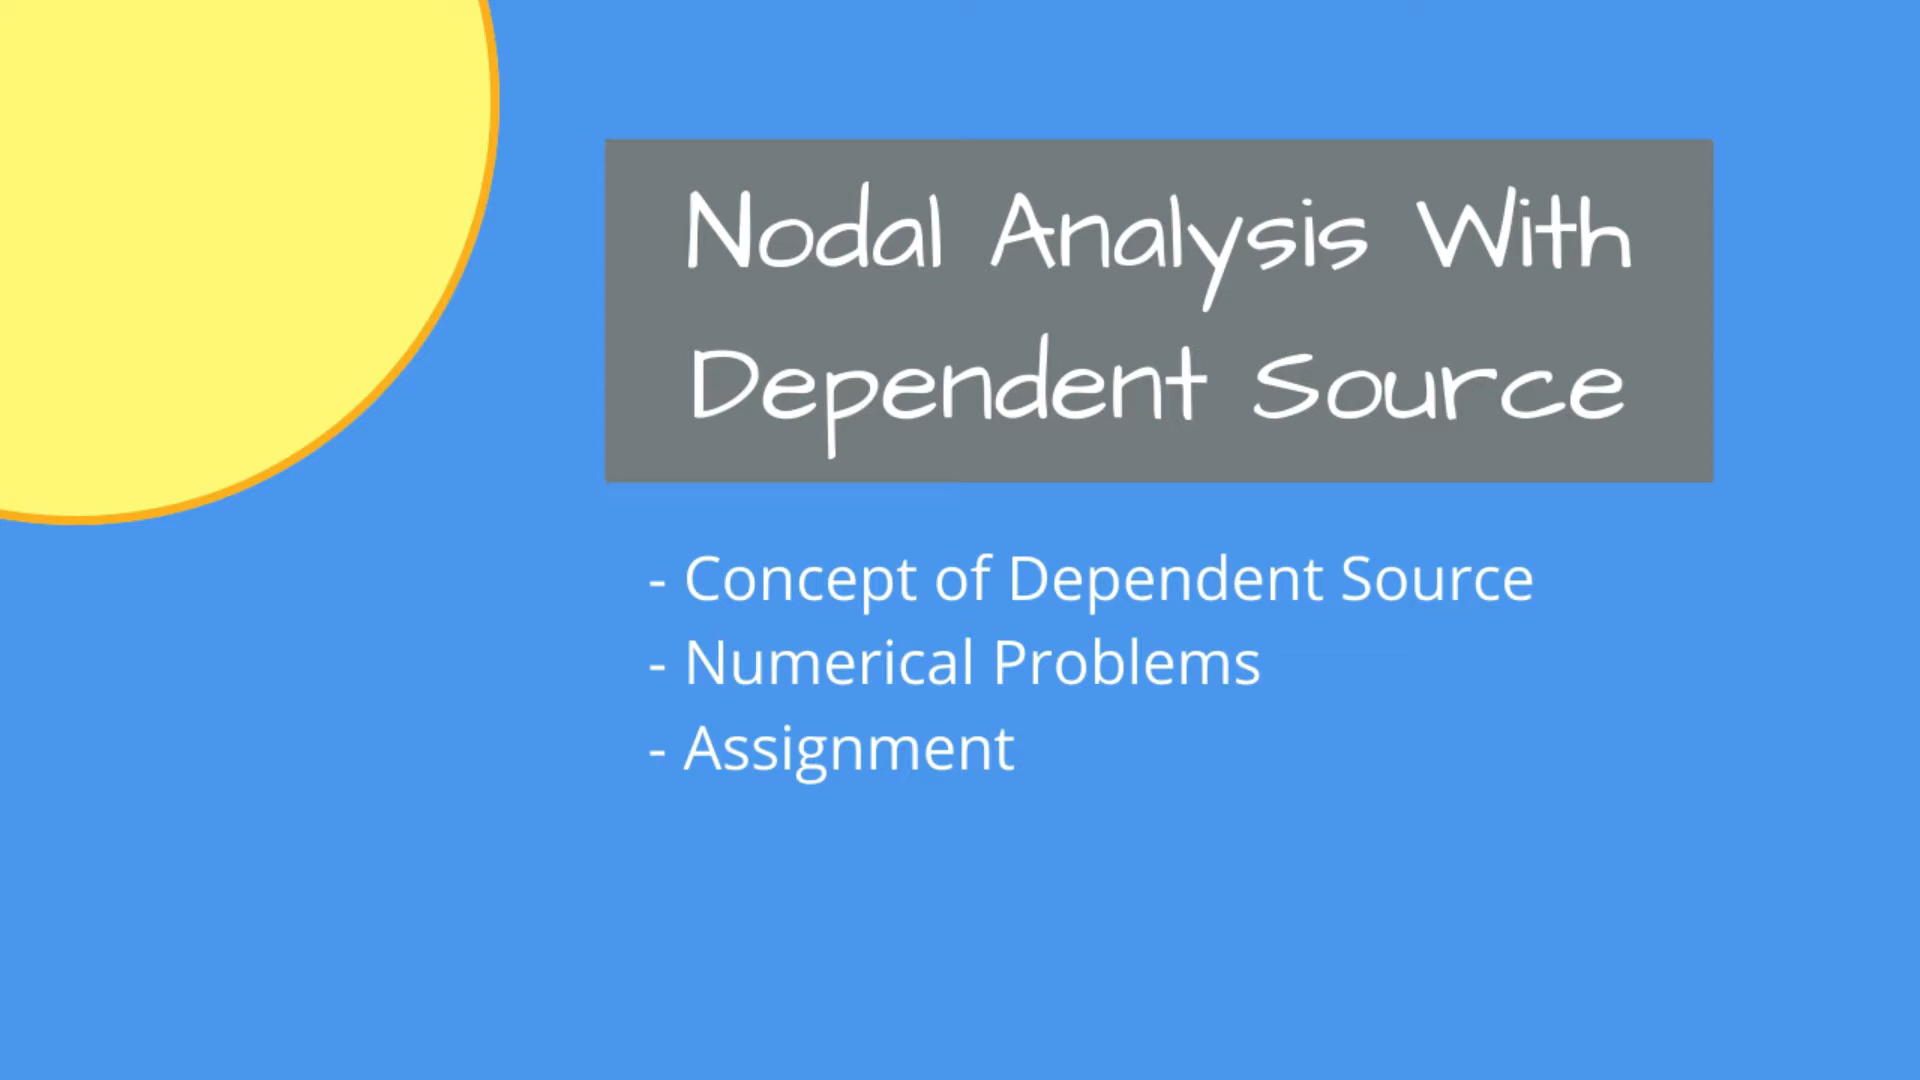 Nodal Analysis With
Dependent Source
- Concept of Dependent Source
- Numerical Problems
- Assignment